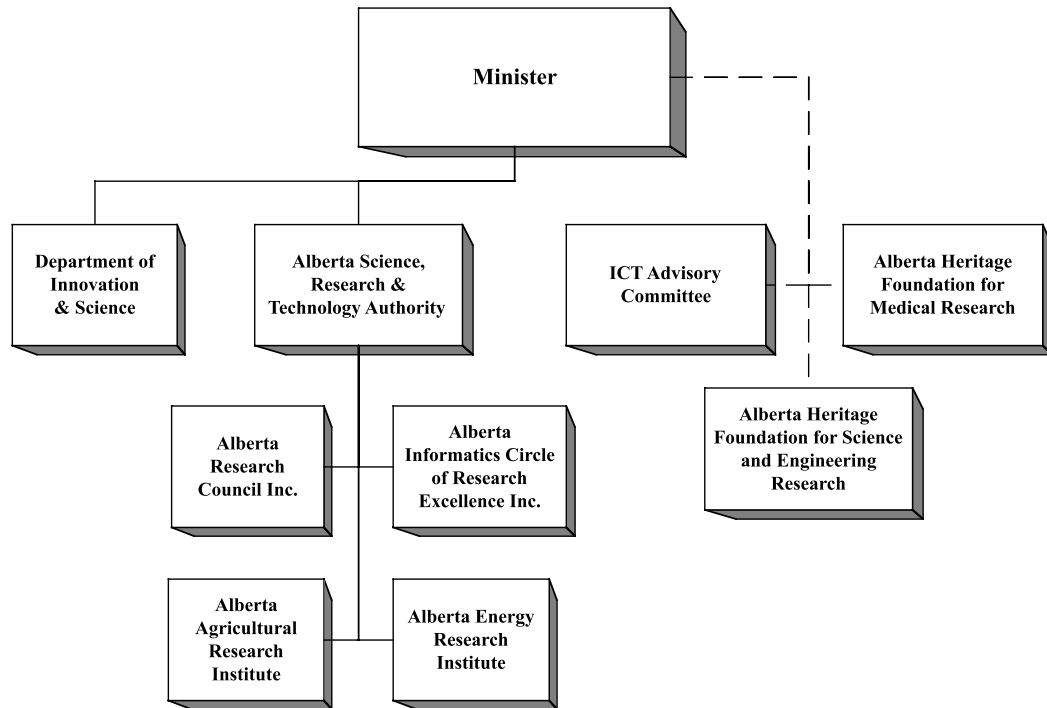 Minister
Department of
Innovation
& Science
Alberta Science,
Research &
Technology Authority
ICT Advisory
Committee
Alberta Heritage
Foundation for
Medical Research
Alberta
Research
Council Inc.
Alberta
Informatics Circle
of Research
Excellence Inc.
Alberta Heritage
Foundation for Science
and Engineering
Research
Alberta
Agricultural
Research
Institute
Alberta Energy
Research
Institute